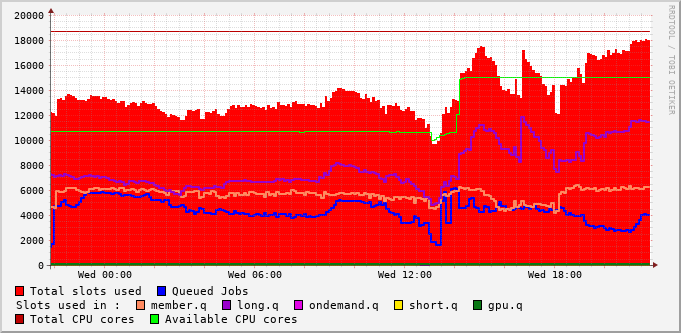 RRDTOOL / TOBI OETIKER
20000
18000
16000
14000
12000
10000
8000
6000
4000
2000
0
Wed 00:00 Wed 06:00 Wed 12:00 Wed 18:00
Total slots used Queued Jobs
Slots used in : member.q long.q ondemand.q short.q gpu.q
Total CPU cores Available CPU cores